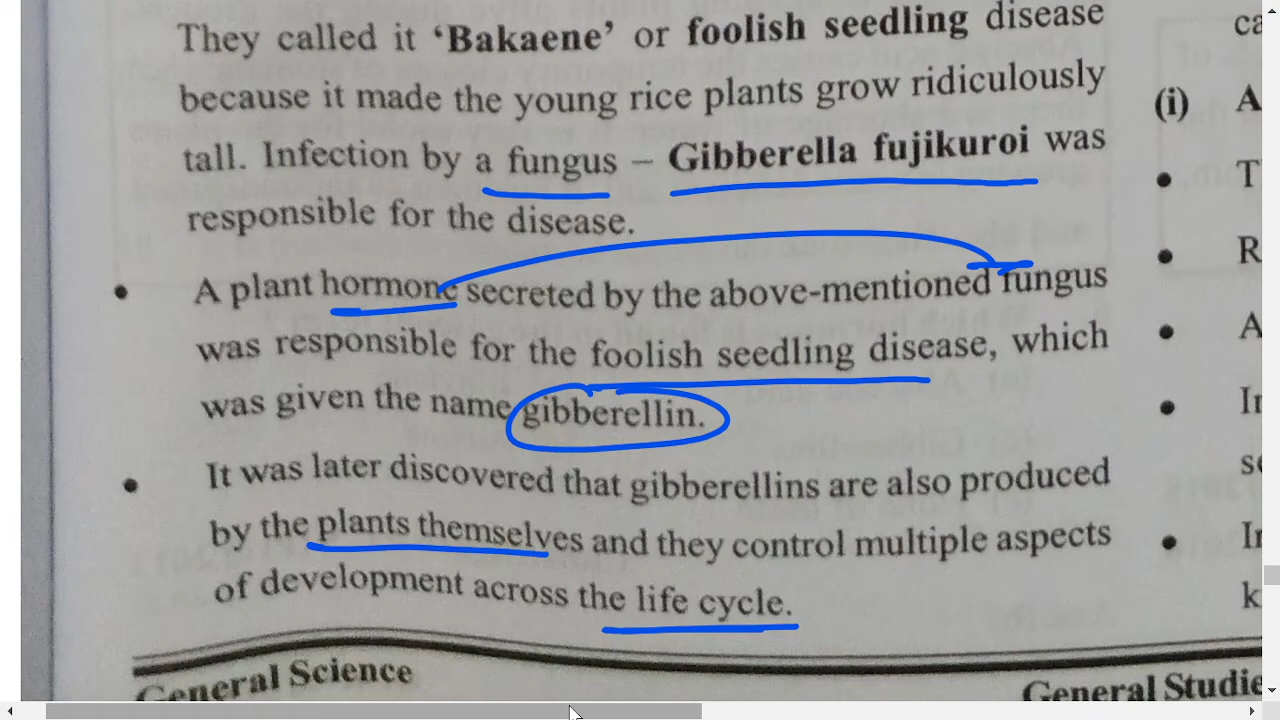 They called it ‘Bakaene’ or foolish seedling disease
because it made the young rice plants grow ridiculously
tall. Infection by a fungus – Gibberella fujikuroi was
responsible for the disease.
• A plant hormone secreted by the above-mentioned fungus
was responsible for the foolish seedling disease, which
was given the name gibberellin.
• It was later discovered that gibberellins are also produced
by the plants themselves and they control multiple aspects
of development across the life cycle.
General Science
General Studie
ca
(i) A
• T
• R
• A
• In
se
• In
k